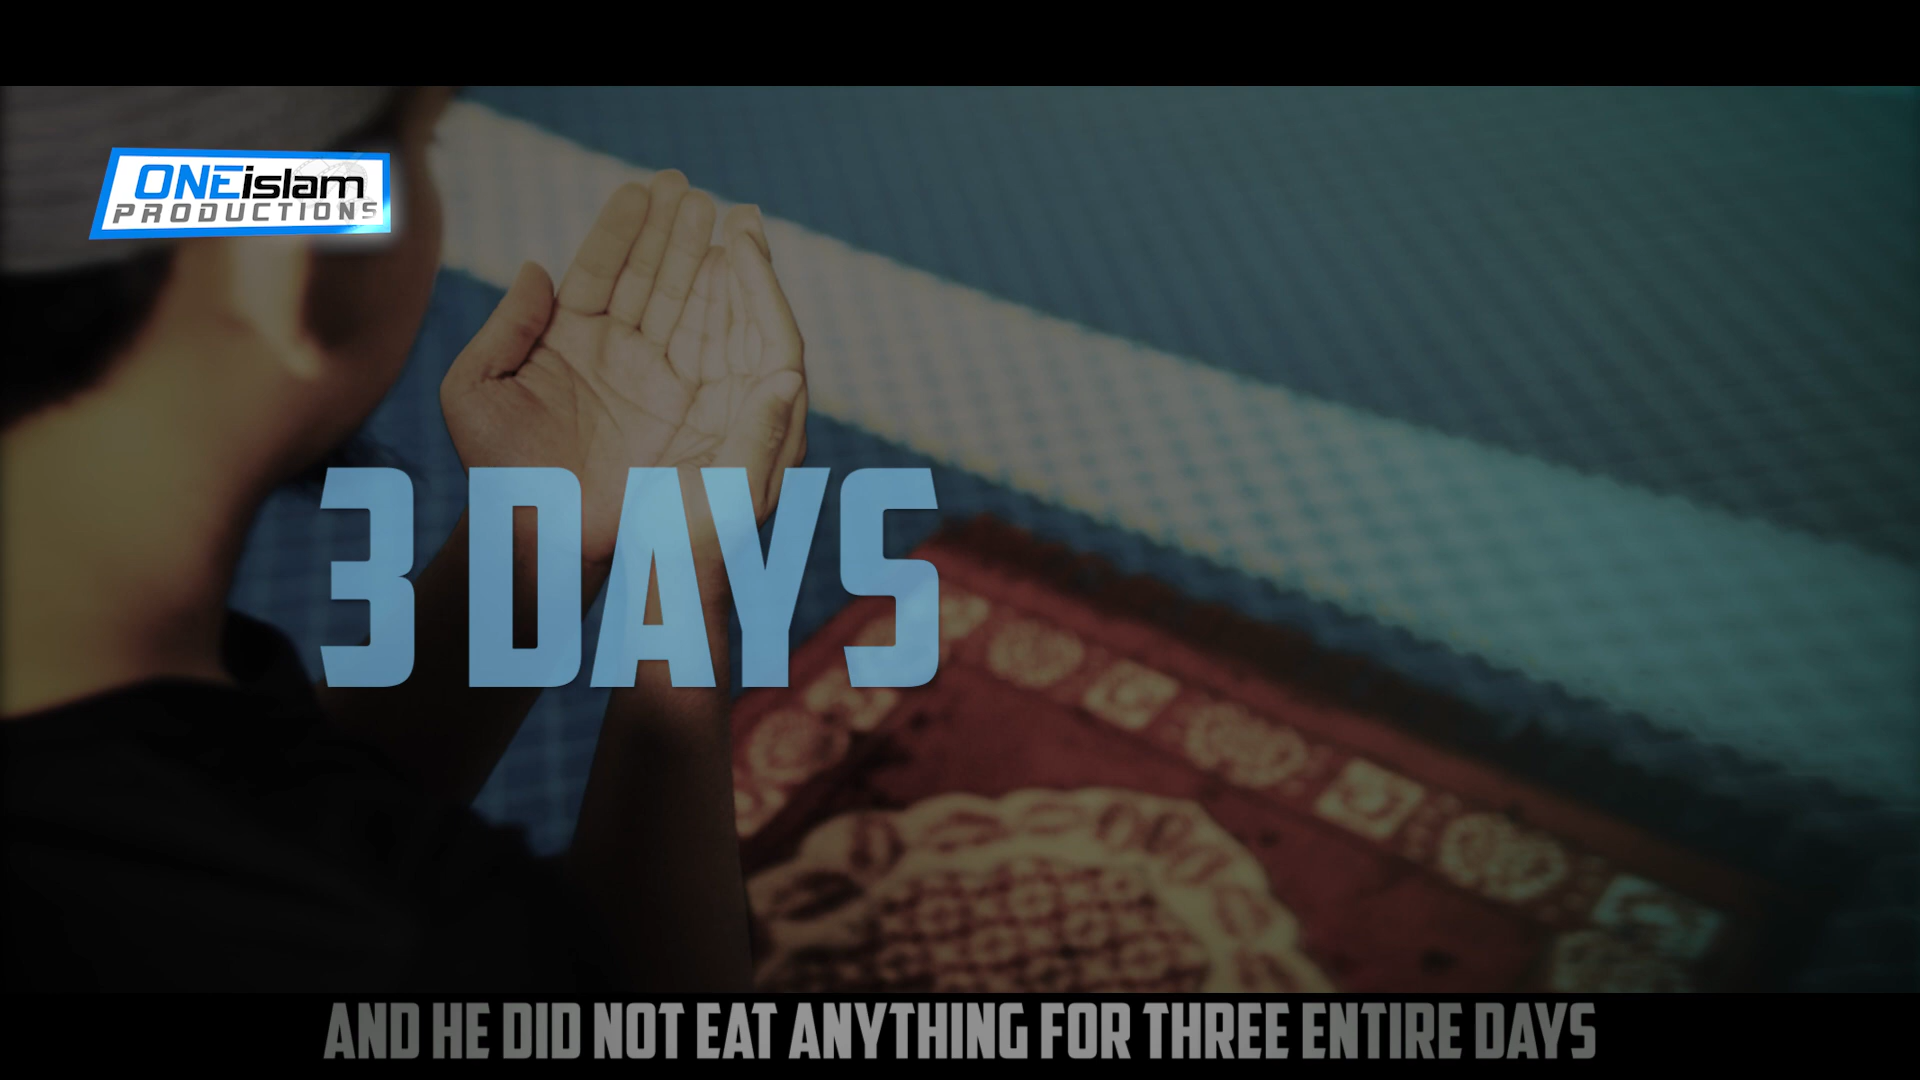 ONEislam
PRODUCTIONS
3 DAYS
AND HE DID NOT EAT ANYTHING FOR THREE ENTIRE DAYS